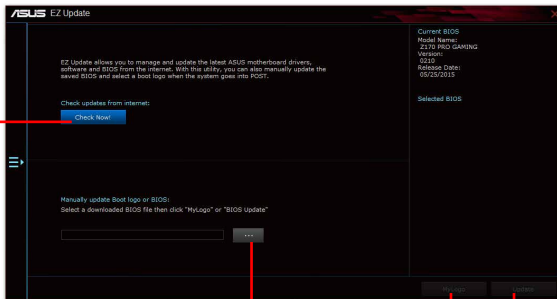 ASUS EZ Update
EZ Update allows you to manage and update the latest ASUS motherboard drivers,
software and BIOS from the internet. With this utility, you can also manually update the
saved BIOS and select a boot logo when the system goes into POST.
Check updates from internet:
Check Now!
Manually update Boot logo or BIOS:
Select a downloaded BIOS file then click "MyLogo" or "BIOS Update"
...
Current BIOS
Model Name:
Z170 PRO GAMING
Version:
0210
Release Date:
05/25/2015
Selected BIOS
MyLogo
Update